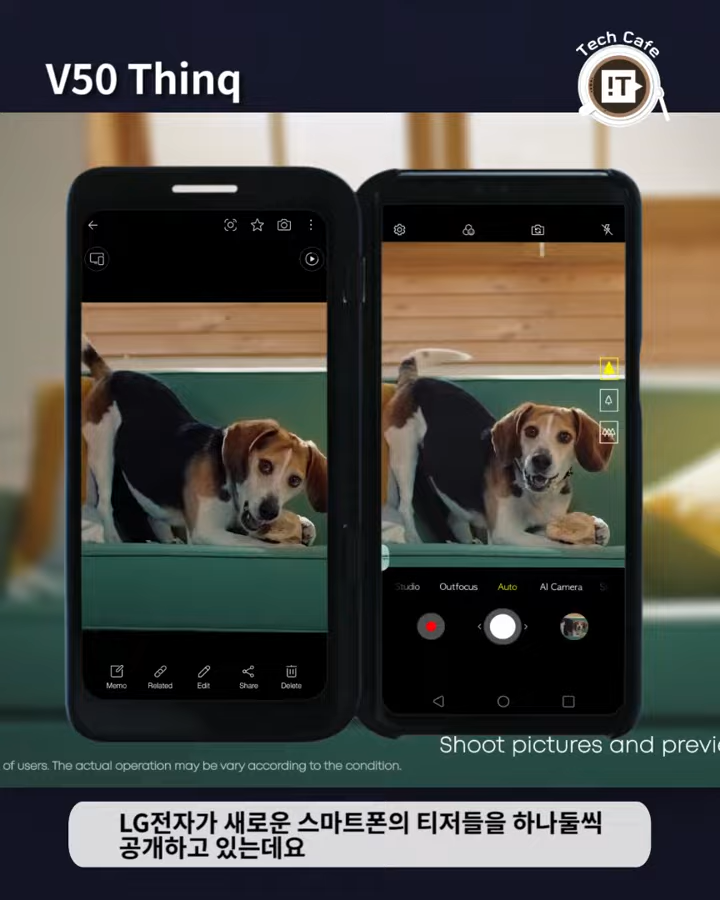 V50 Thinq
Tech Cafe
!T
Memo
Related
Edit
Share
Delete
Studio
Outfocus
Auto
AI Camera
Shoot pictures and previe
of users. The actual operation may be vary according to the condition.
LG전자가 새로운 스마트폰의 티저들을 하나둘씩
공개하고 있는데요